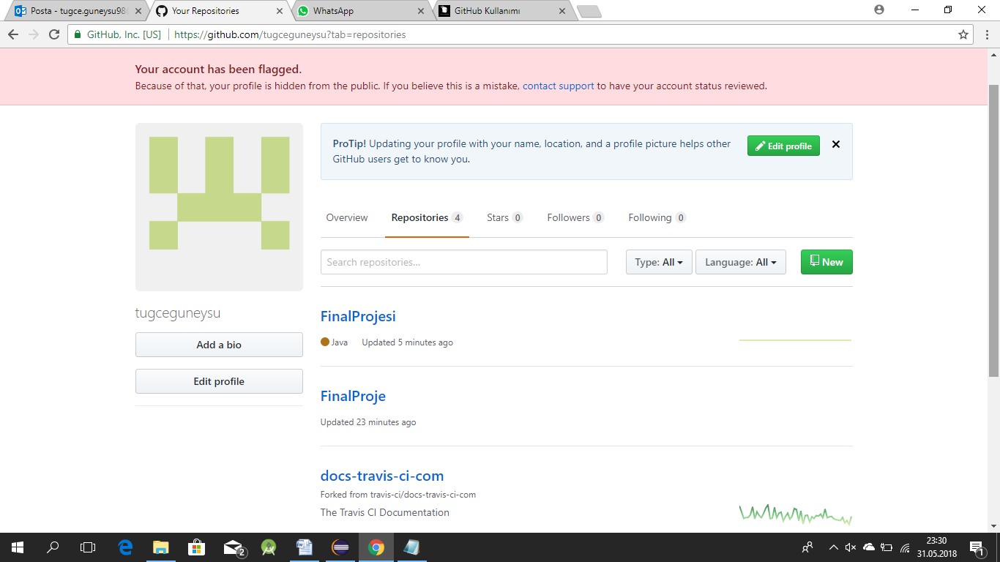 Posta - tugce.guneysu98
Your Repositories
WhatsApp
GitHub Kullanımı
GitHub, Inc. [US]
https://github.com/tugceguneysu?tab=repositories
Your account has been flagged.
Because of that, your profile is hidden from the public. If you believe this is a mistake, contact support to have your account status reviewed.
ProTip! Updating your profile with your name, location, and a profile picture helps other
GitHub users get to know you.
Edit profile
Overview
Repositories 4
Stars 0
Followers 0
Following 0
Search repositories...
Type: All
Language: All
New
tugceguneysu
Add a bio
Edit profile
FinalProjesi
Java
Updated 5 minutes ago
FinalProje
Updated 23 minutes ago
docs-travis-ci-com
Forked from travis-ci/docs-travis-ci-com
The Travis CI Documentation
2
23:30
31.05.2018
1